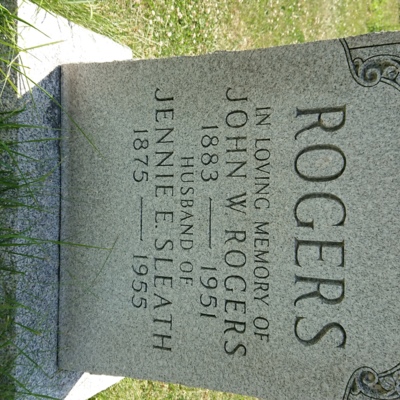 ROGERS
IN LOVING MEMORY OF
JOHN W. ROGERS
1883 — 1951
HUSBAND OF
JENNIE E. SLEATH
1875 — 1955